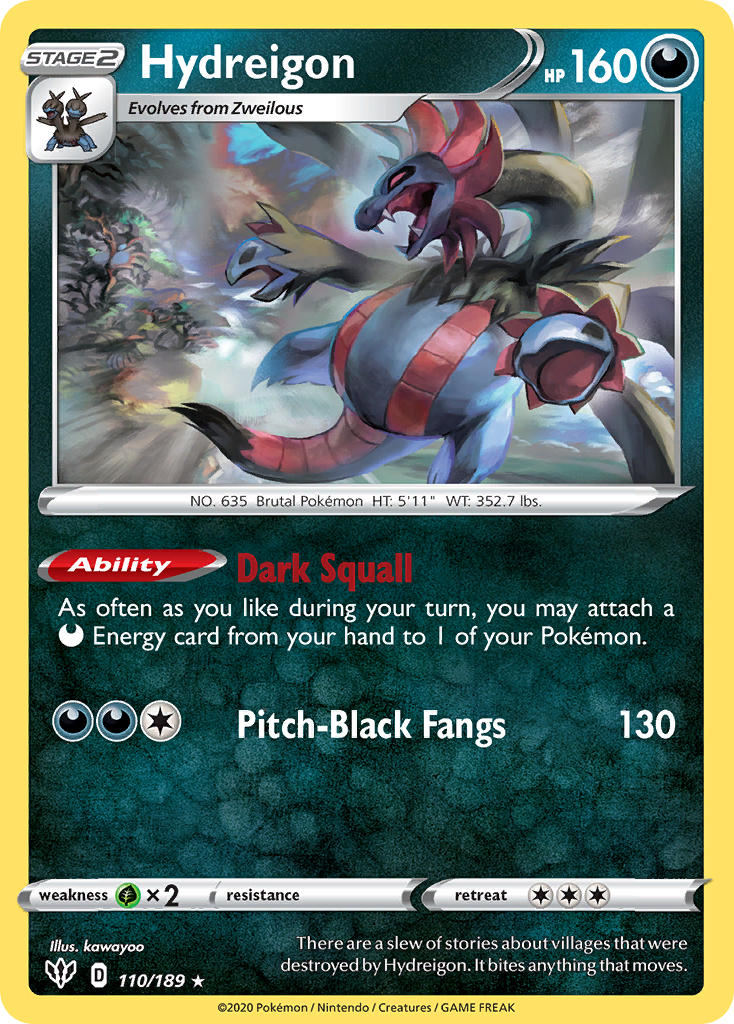 STAGE2
Hydreigon
HP 160
Evolves from Zweilous
NO. 635 Brutal Pokémon HT: 5'11" WT: 352.7 lbs.
Ability Dark Squall
As often as you like during your turn, you may attach a
Energy card from your hand to 1 of your Pokémon.
Pitch-Black Fangs 130
weakness ×2 resistance retreat
Illus. kawayoo
There are a slew of stories about villages that were
destroyed by Hydreigon. It bites anything that moves.
D 110/189 ★
©2020 Pokémon / Nintendo / Creatures / GAME FREAK